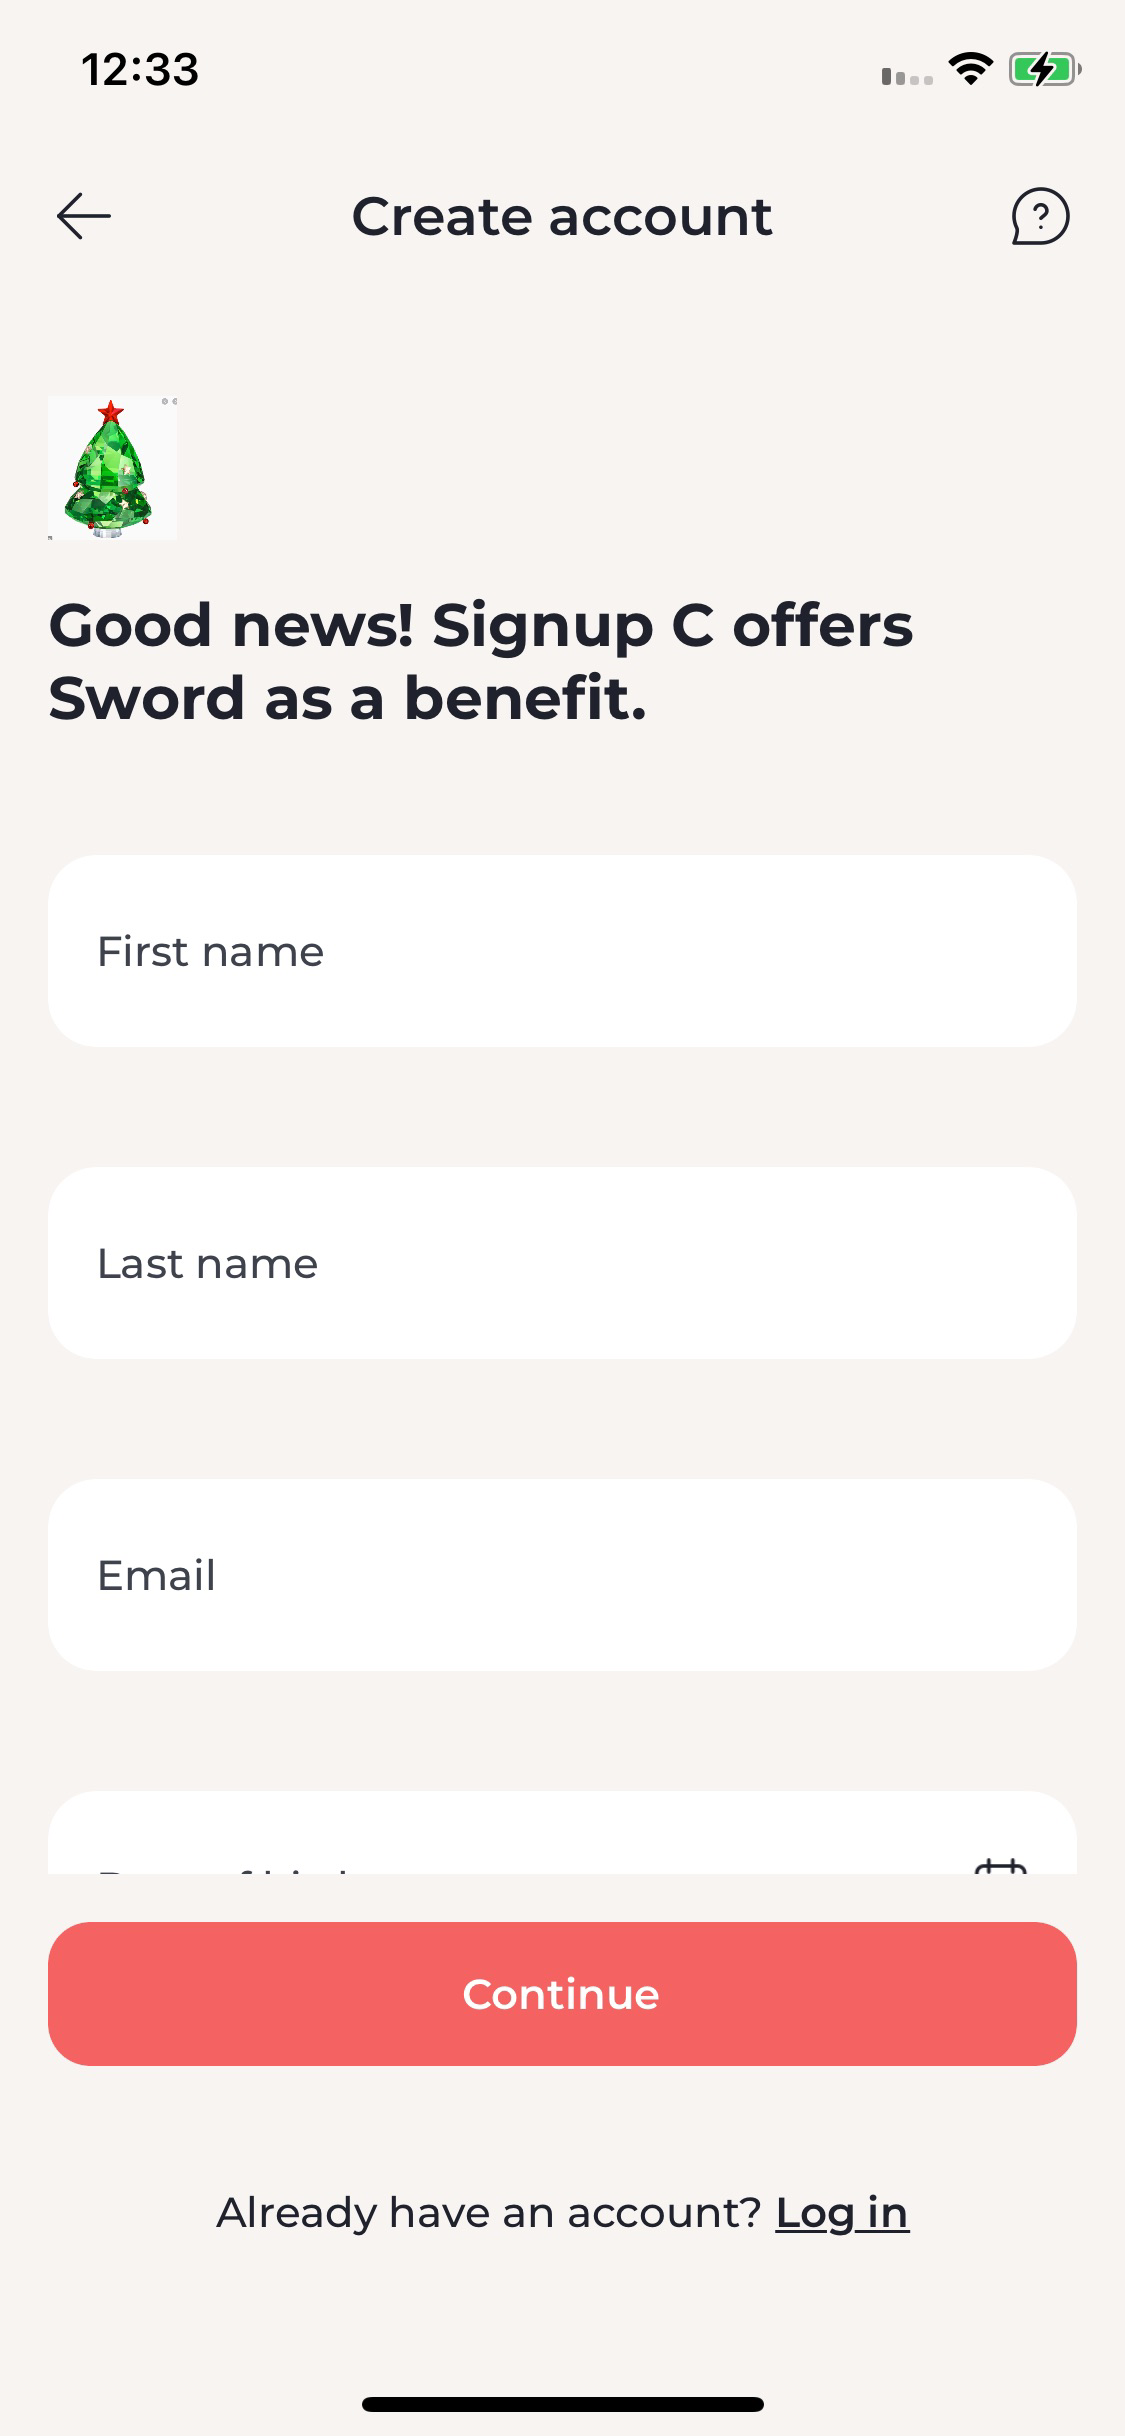 12:33
Create account
Good news! Signup C offers
Sword as a benefit.
First name
Last name
Email
Continue
Already have an account? Log in